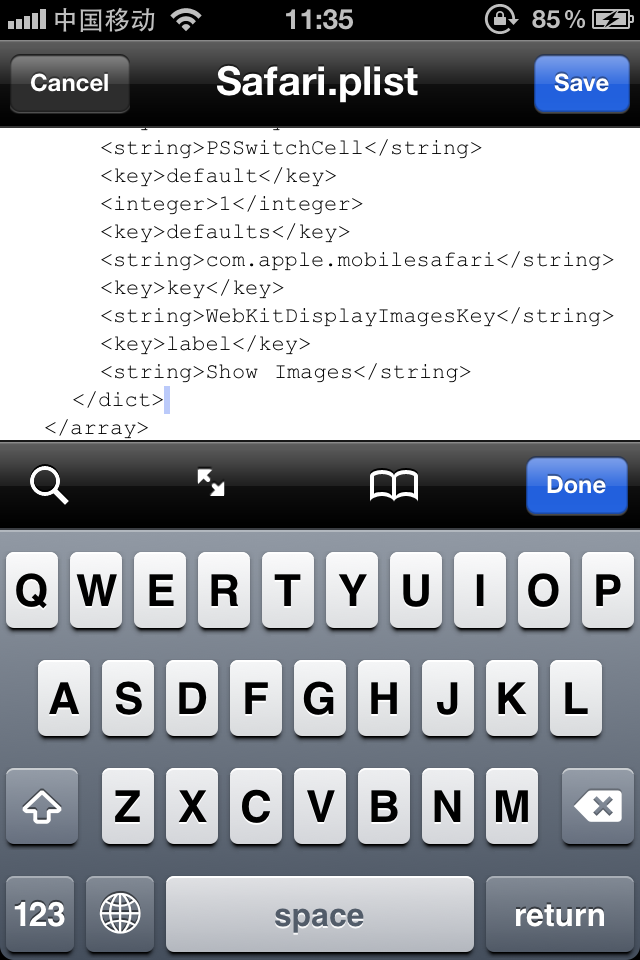 中国移动 11:35 85%
Cancel Safari.plist Save
<string>PSSwitchCell</string>
<key>default</key>
<integer>1</integer>
<key>defaults</key>
<string>com.apple.mobilesafari</string>
<key>key</key>
<string>WebKitDisplayImagesKey</string>
<key>label</key>
<string>Show Images</string>
</dict>
</array>
Done
Q W E R T Y U I O P
A S D F G H J K L
Z X C V B N M
123 space return